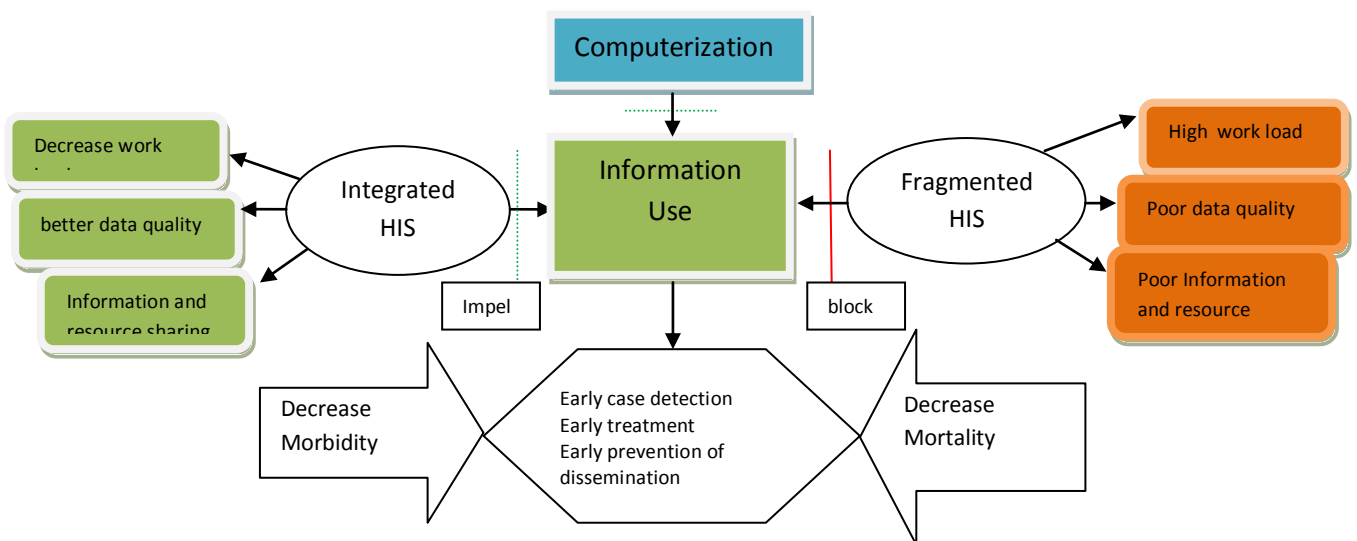 Computerization
Decrease work
better data quality
Information and
resource sharing
Integrated
HIS
Impel
Information
Use
block
Fragmented
HIS
High work load
Poor data quality
Poor Information
and resource
Decrease
Morbidity
Early case detection
Early treatment
Early prevention of
dissemination
Decrease
Mortality